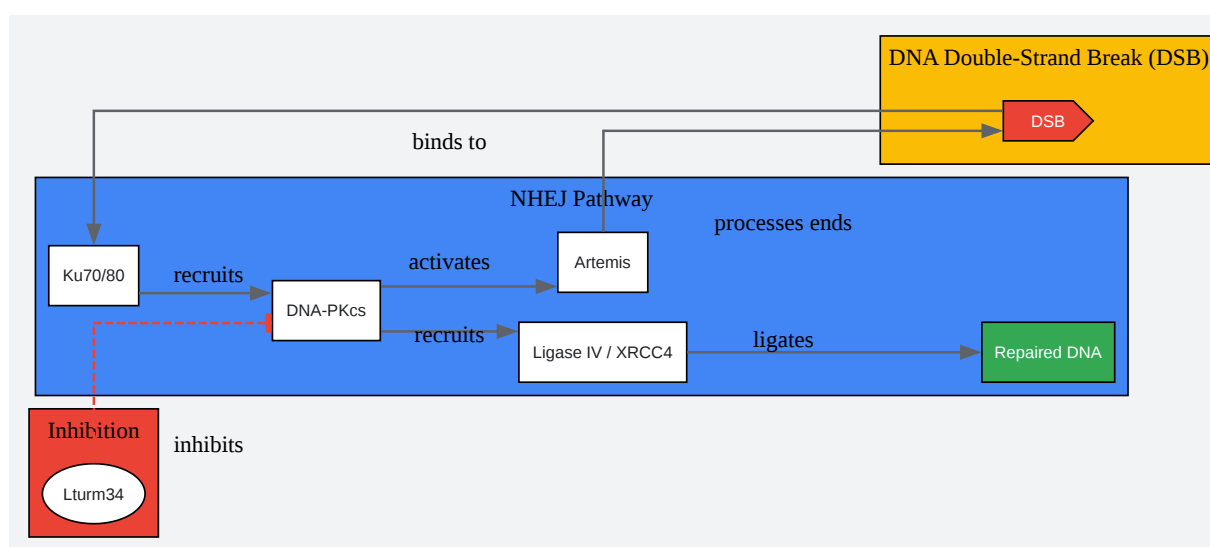 DNA Double-Strand Break (DSB)
DSB
binds to
NHEJ Pathway
processes ends
Ku70/80
recruits
DNA-PKcs
activates
Artemis
recruits
Ligase IV / XRCC4
ligates
Repaired DNA
Inhibition
inhibits
Lturm34